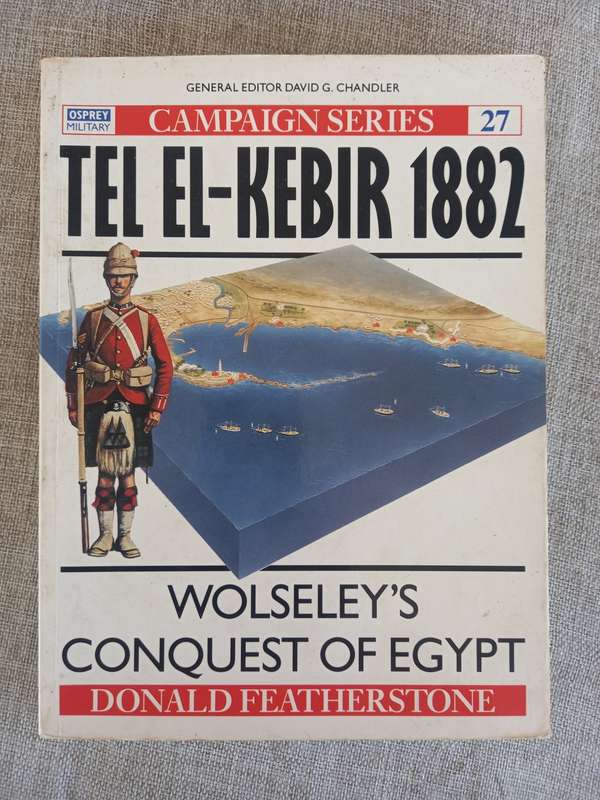 GENERAL EDITOR DAVID G. CHANDLER
OSPREY
MILITARY
CAMPAIGN SERIES
27
TEL EL-KEBIR 1882
WOLSELEY'S
CONQUEST OF EGYPT
DONALD FEATHERSTONE